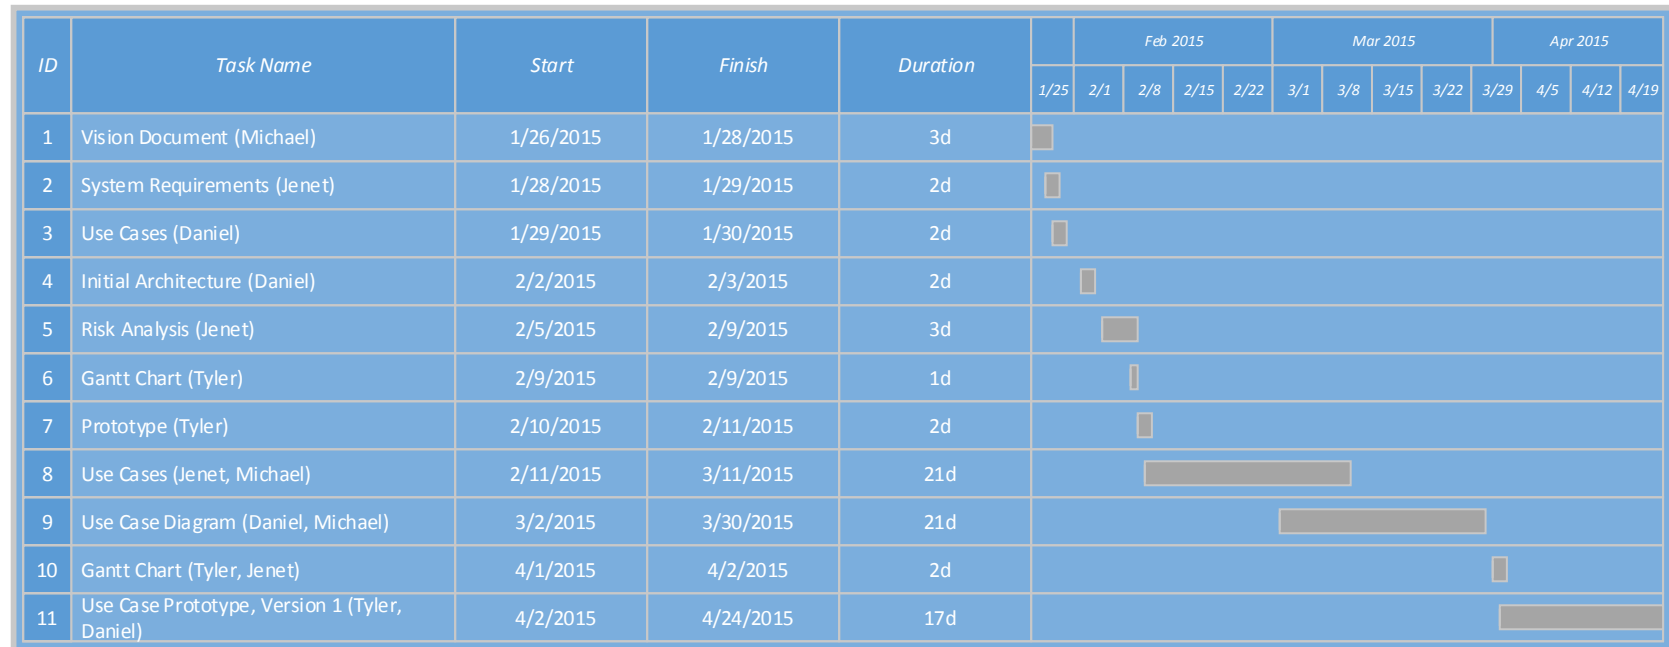 ID Task Name Start Finish Duration Feb 2015 Mar 2015 Apr 2015
1/25 2/1 2/8 2/15 2/22 3/1 3/8 3/15 3/22 3/29 4/5 4/12 4/19
1 Vision Document (Michael) 1/26/2015 1/28/2015 3d
2 System Requirements (Jenet) 1/28/2015 1/29/2015 2d
3 Use Cases (Daniel) 1/29/2015 1/30/2015 2d
4 Initial Architecture (Daniel) 2/2/2015 2/3/2015 2d
5 Risk Analysis (Jenet) 2/5/2015 2/9/2015 3d
6 Gantt Chart (Tyler) 2/9/2015 2/9/2015 1d
7 Prototype (Tyler) 2/10/2015 2/11/2015 2d
8 Use Cases (Jenet, Michael) 2/11/2015 3/11/2015 21d
9 Use Case Diagram (Daniel, Michael) 3/2/2015 3/30/2015 21d
10 Gantt Chart (Tyler, Jenet) 4/1/2015 4/2/2015 2d
11 Use Case Prototype, Version 1 (Tyler,
Daniel) 4/2/2015 4/24/2015 17d